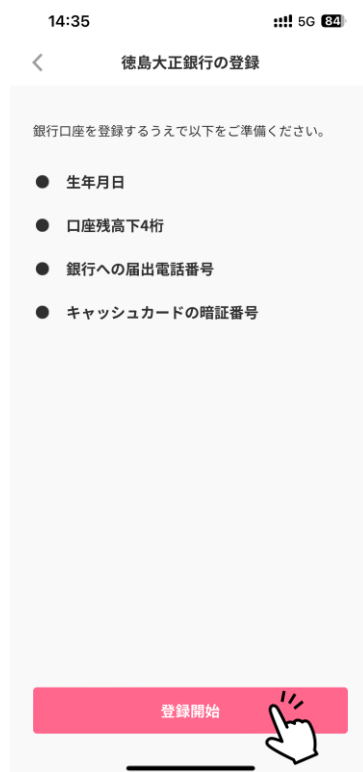 14:35
5G 84
徳島大正銀行の登録
銀行口座を登録するうえで以下をご準備ください。
● 生年月日
● 口座残高下4桁
● 銀行への届出電話番号
● キャッシュカードの暗証番号
登録開始